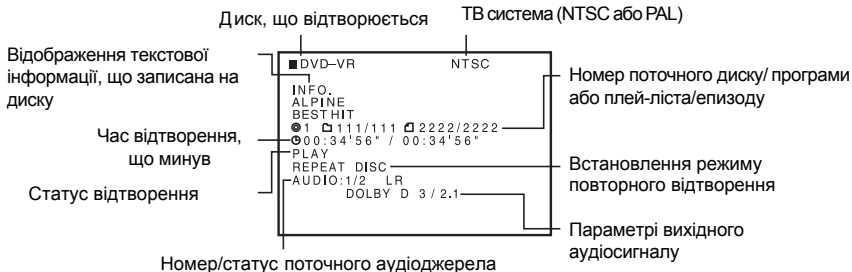 Диск, що відтворюється
ТВ система (NTSC або PAL)
Відображення текстової
інформації, що записана на
диску
Час відтворення,
що минув
Статус відтворення
DVD–VR NTSC
INFO.
ALPINE
BESTHIT
1 111/111 2222/2222
00:34'56" / 00:34'56"
PLAY
REPEAT DISC
AUDIO:1/2 LR
DOLBY D 3/2.1
Номер поточного диску/ програми
або плей-ліста/епізоду
Встановлення режиму
повторного відтворення
Параметрі вихідного
аудіосигналу
Номер/статус поточного аудіоджерела